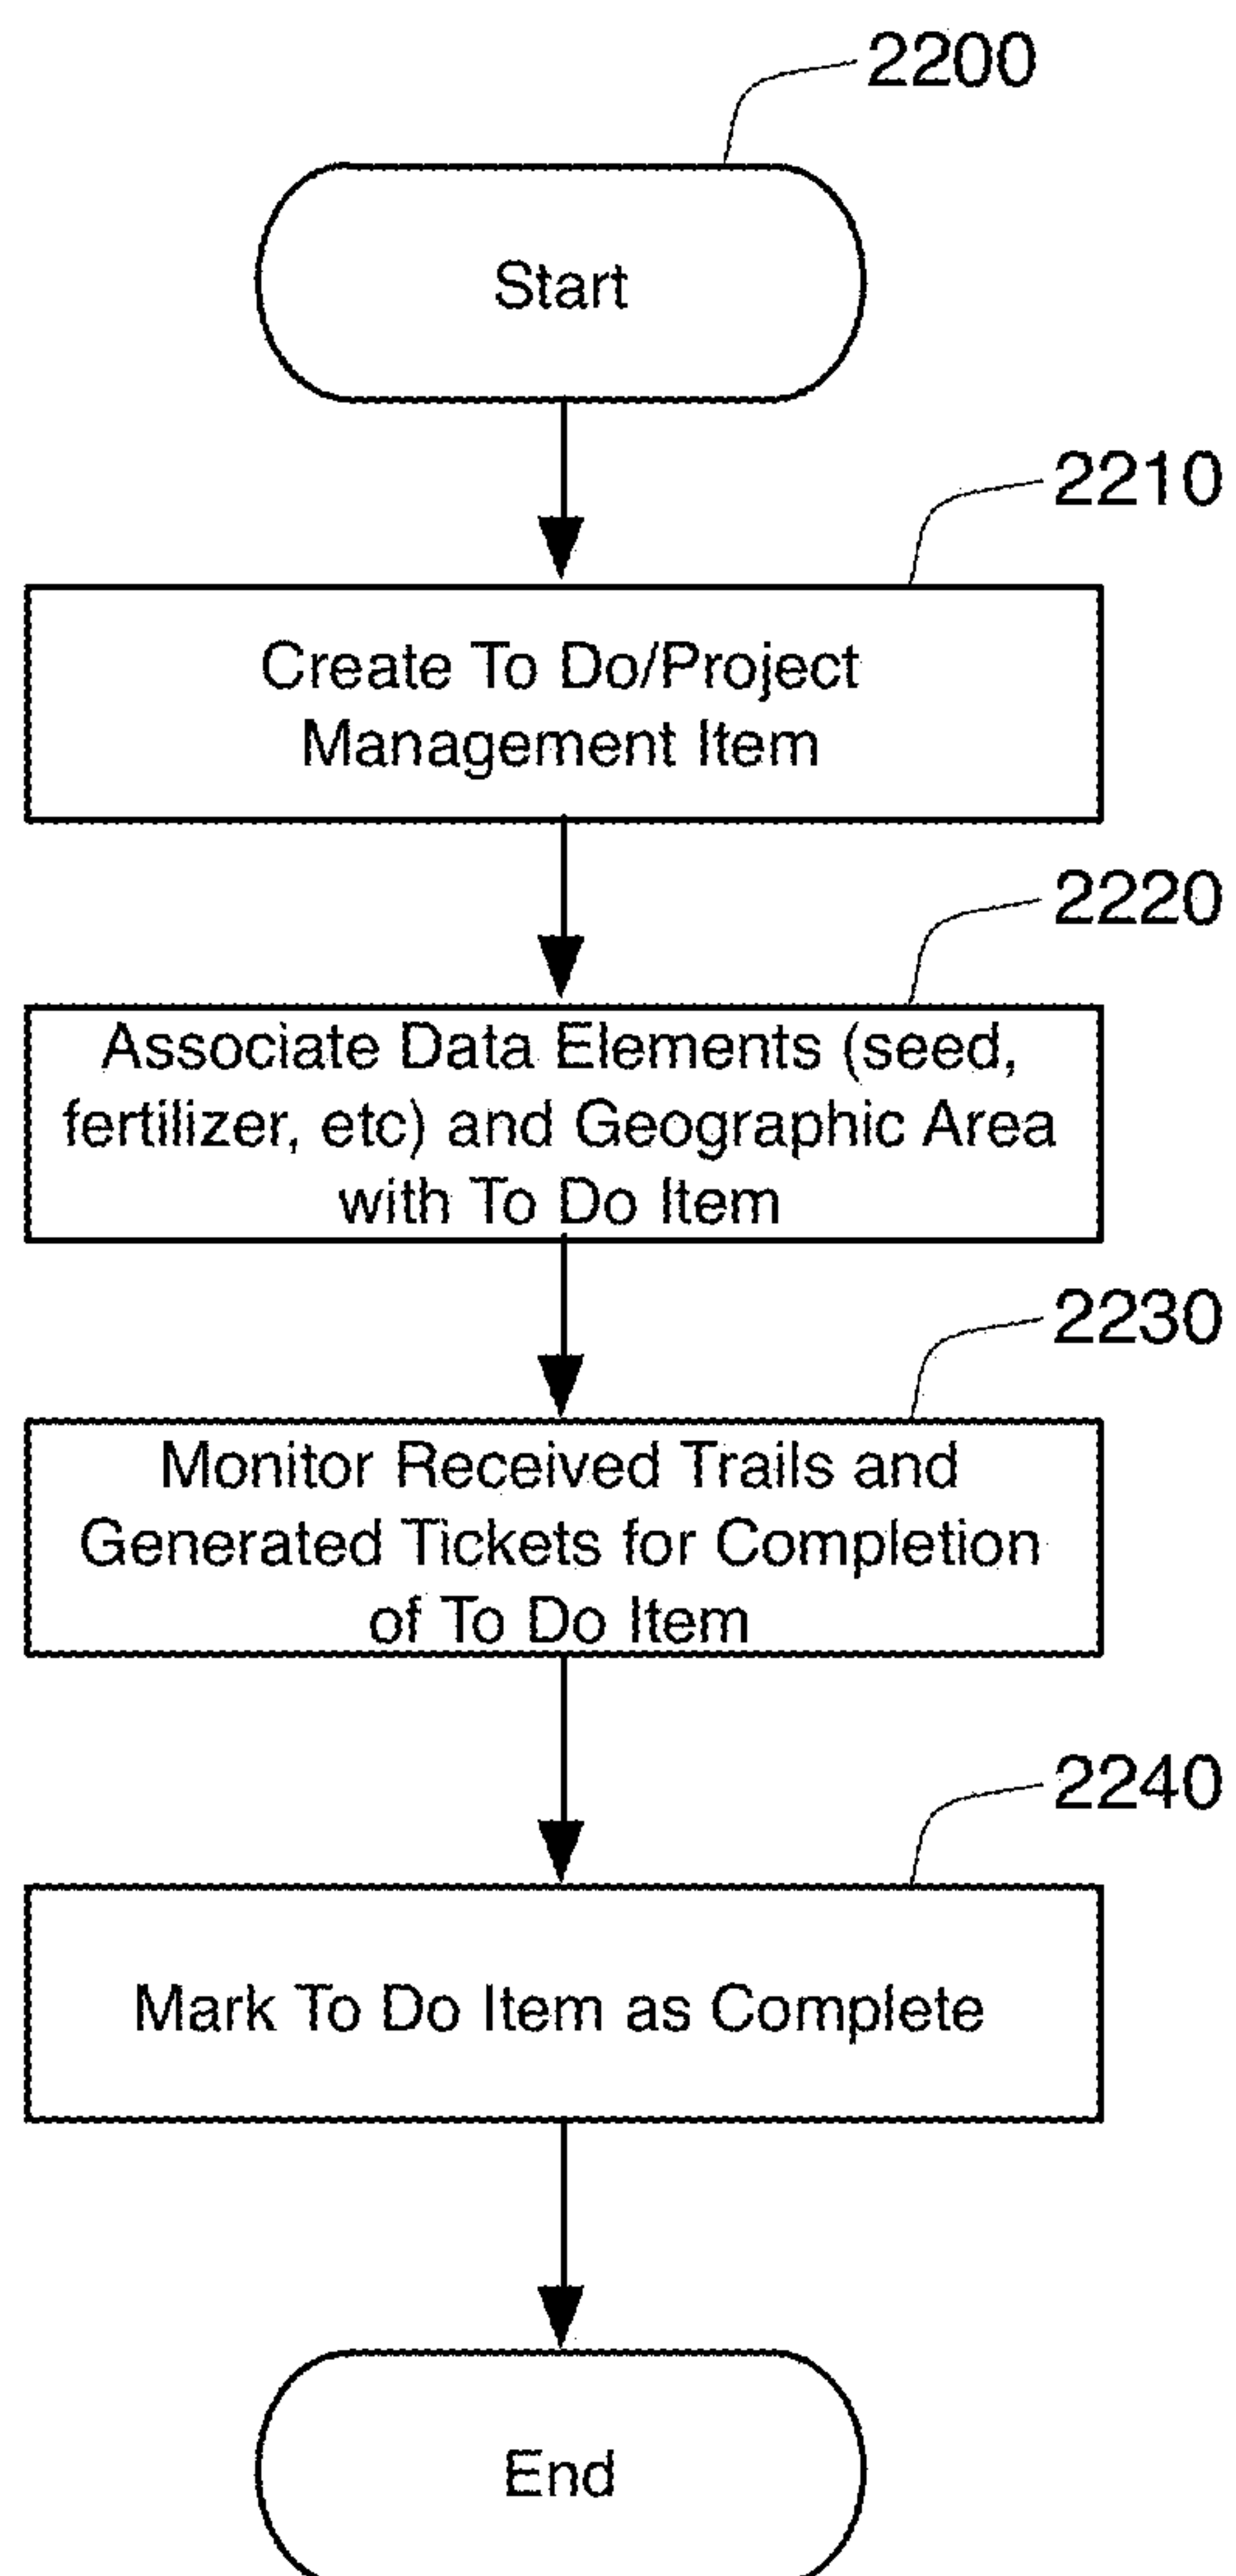 2200
Start
2210
Create To Do/Project
Management Item
2220
Associate Data Elements (seed,
fertilizer, etc) and Geographic Area
with To Do Item
2230
Monitor Received Trails and
Generated Tickets for Completion
of To Do Item
2240
Mark To Do Item as Complete
End